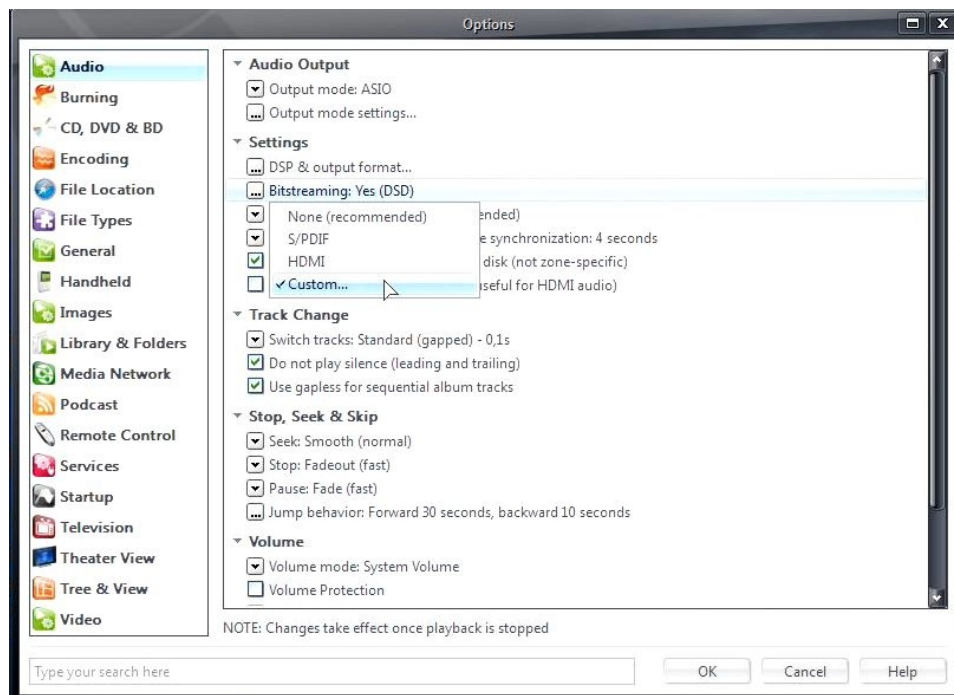 Options
Audio
Burning
CD, DVD & BD
Encoding
File Location
File Types
General
Handheld
Images
Library & Folders
Media Network
Podcast
Remote Control
Services
Startup
Television
Theater View
Tree & View
Video
Audio Output
Output mode: ASIO
Output mode settings...
Settings
DSP & output format...
Bitstreaming: Yes (DSD)
None (recommended)
S/PDIF
HDMI
Custom...
ended)
e synchronization: 4 seconds
disk (not zone-specific)
useful for HDMI audio)
Track Change
Switch tracks: Standard (gapped) - 0,1s
Do not play silence (leading and trailing)
Use gapless for sequential album tracks
Stop, Seek & Skip
Seek: Smooth (normal)
Stop: Fadeout (fast)
Pause: Fade (fast)
Jump behavior: Forward 30 seconds, backward 10 seconds
Volume
Volume mode: System Volume
Volume Protection
NOTE: Changes take effect once playback is stopped
Type your search here
OK
Cancel
Help